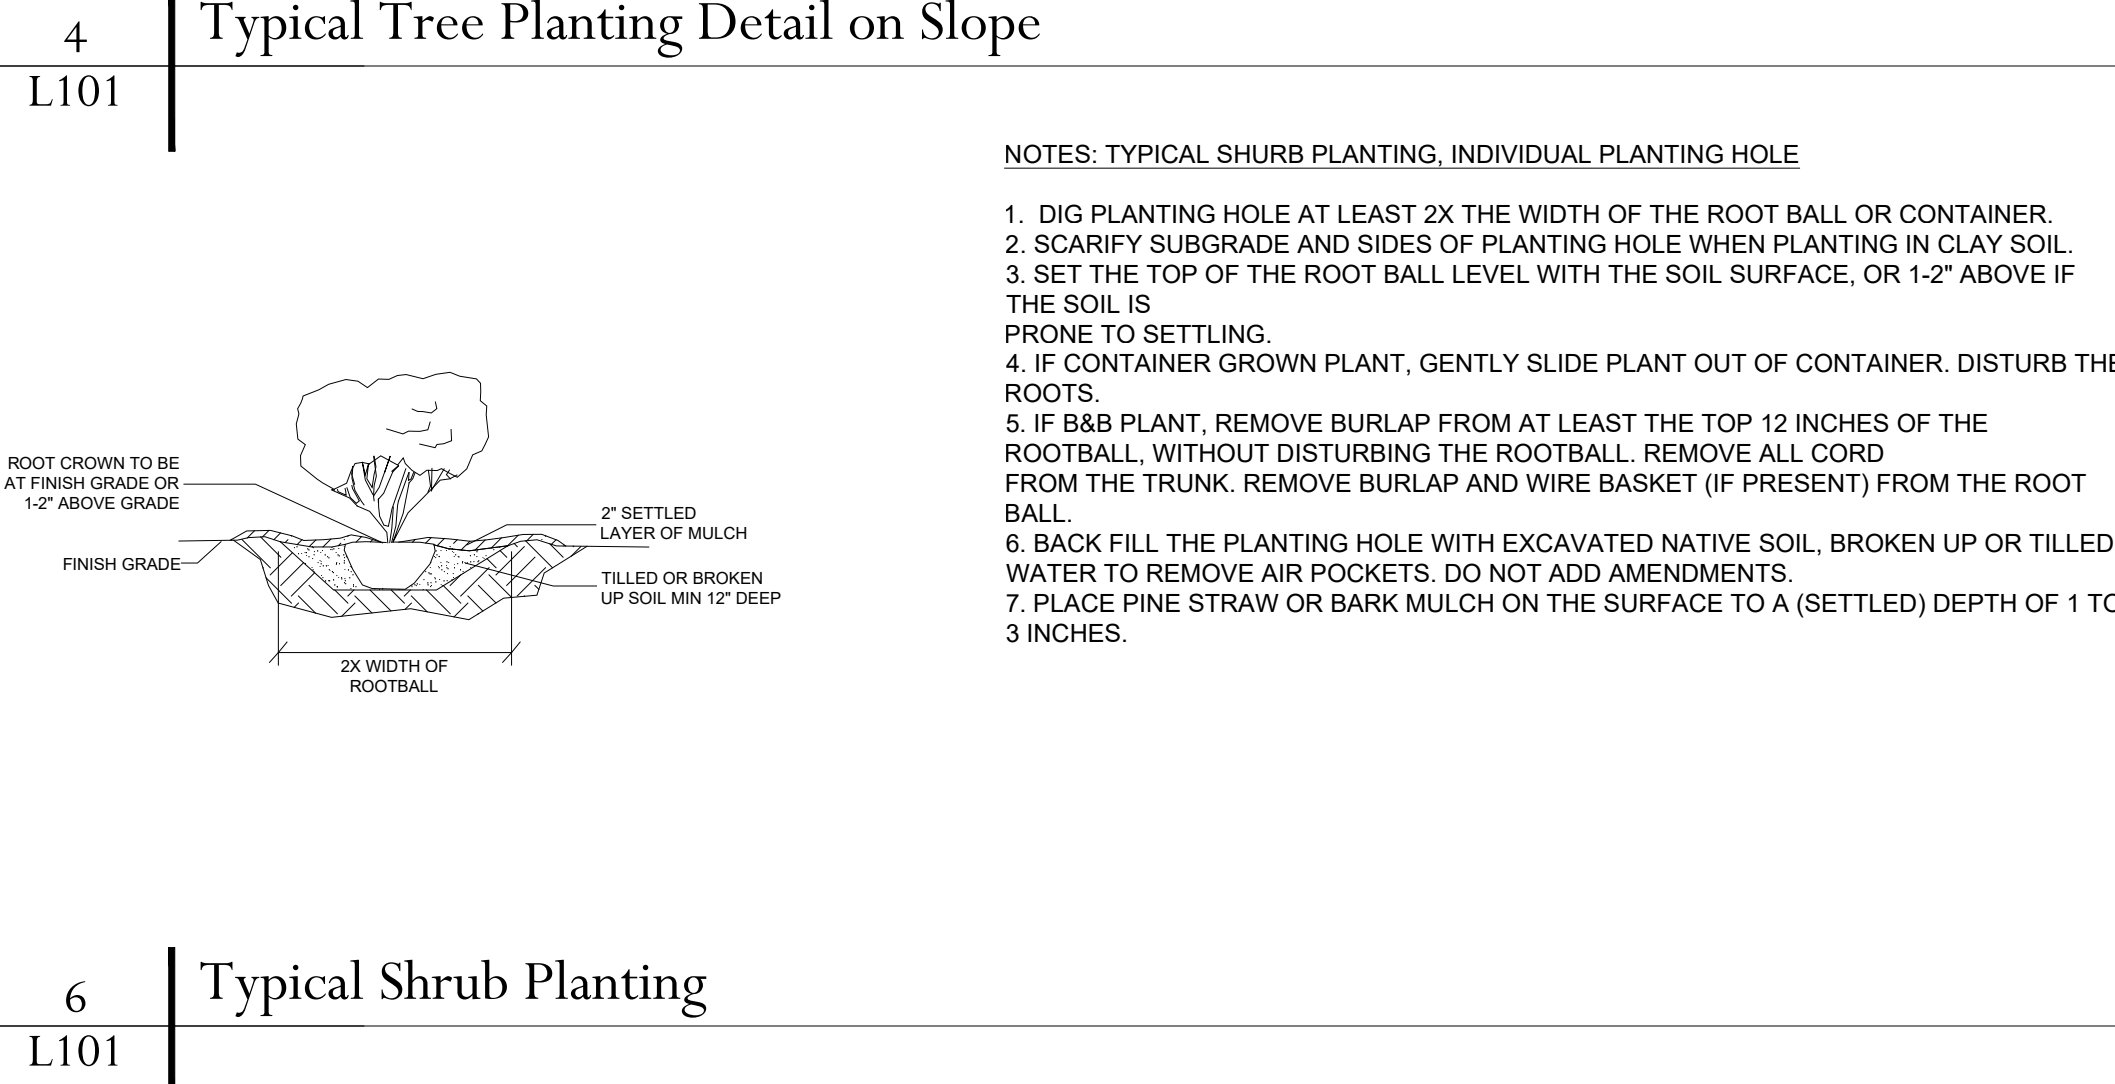 4
L101
Typical Tree Planting Detail on Slope
NOTES: TYPICAL SHURB PLANTING, INDIVIDUAL PLANTING HOLE
1.  DIG PLANTING HOLE AT LEAST 2X THE WIDTH OF THE ROOT BALL OR CONTAINER.
2. SCARIFY SUBGRADE AND SIDES OF PLANTING HOLE WHEN PLANTING IN CLAY SOIL.
3. SET THE TOP OF THE ROOT BALL LEVEL WITH THE SOIL SURFACE, OR 1-2" ABOVE IF
THE SOIL IS
PRONE TO SETTLING.
4. IF CONTAINER GROWN PLANT, GENTLY SLIDE PLANT OUT OF CONTAINER. DISTURB THE
ROOTS.
5. IF B&B PLANT, REMOVE BURLAP FROM AT LEAST THE TOP 12 INCHES OF THE
ROOTBALL, WITHOUT DISTURBING THE ROOTBALL. REMOVE ALL CORD
FROM THE TRUNK. REMOVE BURLAP AND WIRE BASKET (IF PRESENT) FROM THE ROOT
BALL.
6. BACK FILL THE PLANTING HOLE WITH EXCAVATED NATIVE SOIL, BROKEN UP OR TILLED
WATER TO REMOVE AIR POCKETS. DO NOT ADD AMENDMENTS.
7. PLACE PINE STRAW OR BARK MULCH ON THE SURFACE TO A (SETTLED) DEPTH OF 1 TO
3 INCHES.
ROOT CROWN TO BE
AT FINISH GRADE OR
1-2" ABOVE GRADE
FINISH GRADE
2" SETTLED
LAYER OF MULCH
TILLED OR BROKEN
UP SOIL MIN 12" DEEP
2X WIDTH OF
ROOTBALL
6
L101
Typical Shrub Planting